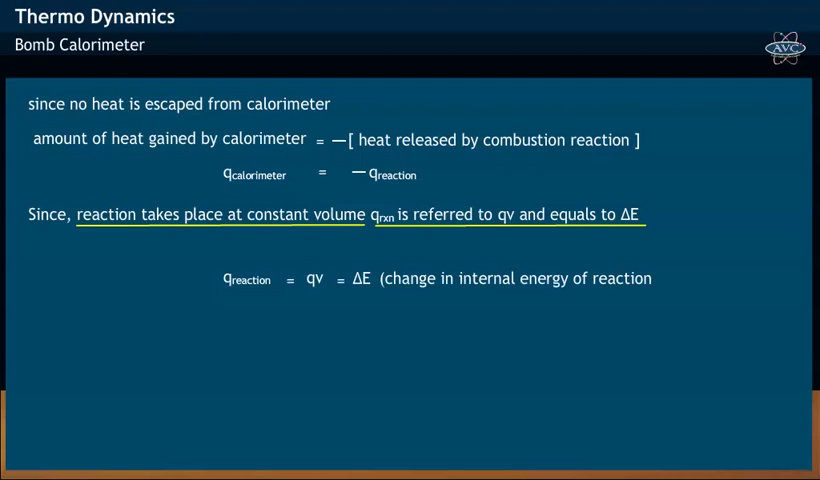 Thermo Dynamics
Bomb Calorimeter
AVC
since no heat is escaped from calorimeter
amount of heat gained by calorimeter = —[ heat released by combustion reaction ]
qcalorimeter = —qreaction
Since, reaction takes place at constant volume qrxn is referred to qv and equals to ΔE
qreaction = qv = ΔE (change in internal energy of reaction